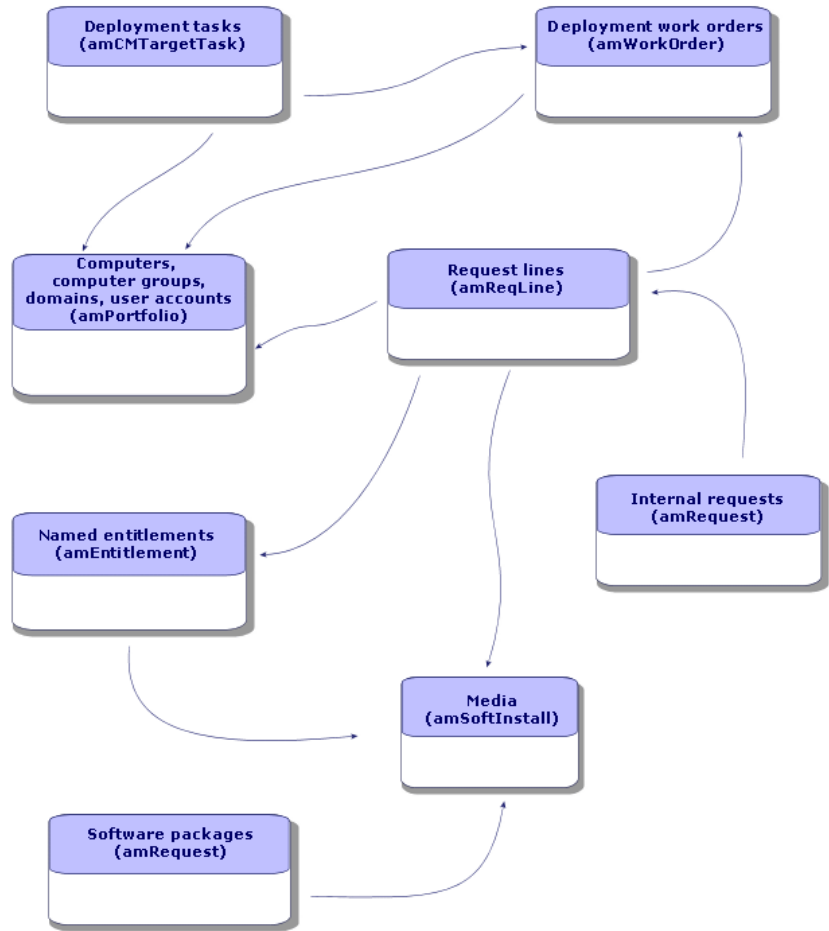 Deployment tasks
(amCMTargetTask)
Deployment work orders
(amWorkOrder)
Computers,
computer groups,
domains, user accounts
(amPortfolio)
Request lines
(amReqLine)
Internal requests
(amRequest)
Named entitlements
(amEntitlement)
Media
(amSoftInstall)
Software packages
(amRequest)